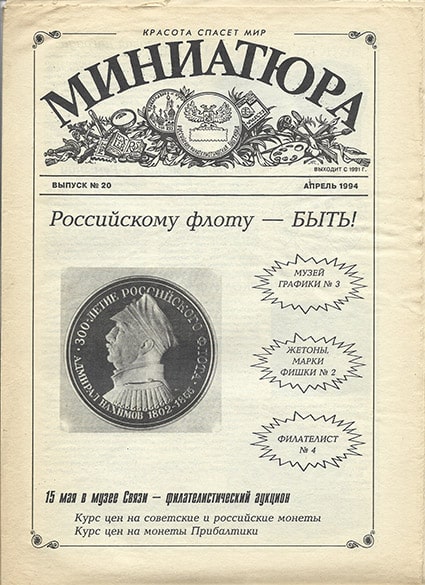 КРАСОТА СПАСЕТ МИР
МИНИАТЮРА
ВЫХОДИТ С 1991 Г.
ВЫПУСК № 20
АПРЕЛЬ 1994
Российскому флоту — БЫТЬ!
300-ЛЕТИЕ РОССИЙСКОГО ФЛОТА
АДМИРАЛ НАХИМОВ 1802-1855
МУЗЕЙ
ГРАФИКИ № 3
ЖЕТОНЫ,
МАРКИ
ФИШКИ № 2
ФИЛАТЕЛИСТ
№ 4
15 мая в музее Связи — филателистический аукцион
Курс цен на советские и российские монеты
Курс цен на монеты Прибалтики